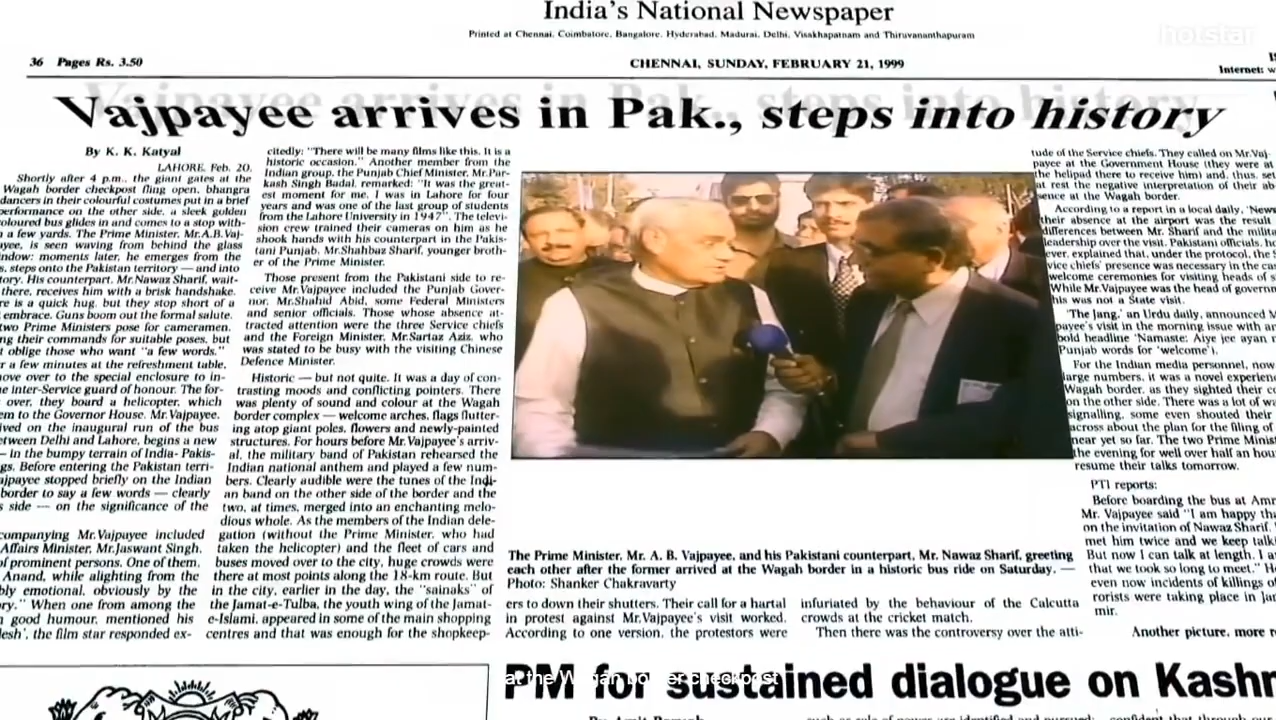 hotstar
India's National Newspaper
Printed at Chennai, Coimbatore, Bangalore, Hyderabad, Madurai, Delhi, Visakhapatnam and Thiruvananthapuram
36 Pages Rs. 3.50
CHENNAI, SUNDAY, FEBRUARY 21, 1999
Internet: w
Vajpayee arrives in Pak., steps into history
By K. K. Katyal
LAHORE, Feb. 20.
Shortly after 4 p.m., the giant gates at the
Wagah border checkpost fling open, bhangra
dancers in their colourful costumes put in a brief
performance on the other side, a sleek golden
coloured bus glides in and comes to a stop with-
a few yards. The Prime Minister, Mr.A.B. Vaj-
yee, is seen waving from behind the glass
ndow; moments later, he emerges from the
s, steps onto the Pakistan territory — and into
tory. His counterpart, Mr.Nawaz Sharif, wait-
there, receives him with a brisk handshake.
re is a quick hug, but they stop short of a
embrace. Guns boom out the formal salute.
two Prime Ministers pose for cameramen,
ng their commands for suitable poses, but
t oblige those who want "a few words."
r a few minutes at the refreshment table,
ove over to the special enclosure to in-
e Inter-Service guard of honour. The for-
over, they board a helicopter, which
em to the Governor House. Mr.Vajpayee,
ived on the inaugural run of the bus
etween Delhi and Lahore, begins a new
— in the bumpy terrain of India- Pakis-
gs. Before entering the Pakistan terri-
ajpayee stopped briefly on the Indian
border to say a few words — clearly
s side — on the significance of the
companying Mr.Vajpayee included
Affairs Minister, Mr.Jaswant Singh,
of prominent persons. One of them,
Anand, while alighting from the
bly emotional, obviously by the
ry." When one from among the
n good humour, mentioned his
lesh', the film star responded ex-
citedly: "There will be many films like this. It is a
historic occasion." Another member from the
Indian group, the Punjab Chief Minister, Mr.Par-
kash Singh Badal, remarked: "It was the great-
est moment for me. I was in Lahore for four
years and was one of the last group of students
from the Lahore University in 1947". The televi-
sion crew trained their cameras on him as he
shook hands with his counterpart in the Pakis-
tani Punjab, Mr.Shahbaz Sharif, younger broth-
er of the Prime Minister.
Those present from the Pakistani side to re-
ceive Mr.Vajpayee included the Punjab Gover-
nor, Mr.Shahid Abid, some Federal Ministers
and senior officials. Those whose absence at-
tracted attention were the three Service chiefs
and the Foreign Minister, Mr.Sartaz Aziz, who
was stated to be busy with the visiting Chinese
Defence Minister.
Historic — but not quite. It was a day of con-
trasting moods and conflicting pointers. There
was plenty of sound and colour at the Wagah
border complex — welcome arches, flags flutter-
ing atop giant poles, flowers and newly-painted
structures. For hours before Mr.Vajpayee's arriv-
al, the military band of Pakistan rehearsed the
Indian national anthem and played a few num-
bers. Clearly audible were the tunes of the Indi-
an band on the other side of the border and the
two, at times, merged into an enchanting melo-
dious whole. As the members of the Indian dele-
gation (without the Prime Minister, who had
taken the helicopter) and the fleet of cars and
buses moved over to the city, huge crowds were
there at most points along the 18-km route. But
in the city, earlier in the day, the "sainaks" of
the Jamat-e-Tulba, the youth wing of the Jamat-
e-Islami, appeared in some of the main shopping
centres and that was enough for the shopkeep-
The Prime Minister, Mr. A. B. Vajpayee, and his Pakistani counterpart, Mr. Nawaz Sharif, greeting
each other after the former arrived at the Wagah border in a historic bus ride on Saturday. —
Photo: Shanker Chakravarty
ers to down their shutters. Their call for a hartal
in protest against Mr.Vajpayee's visit worked.
According to one version, the protestors were
infuriated by the behaviour of the Calcutta
crowds at the cricket match.
Then there was the controversy over the atti-
tude of the Service chiefs. They called on Mr.Vaj-
payee at the Government House (they were at
the helipad there to receive him) and, thus, set
at rest the negative interpretation of their ab-
sence at the Wagah border.
According to a report in a local daily, 'News
their absence at the airport was the result
differences between Mr. Sharif and the milita
leadership over the visit. Pakistani officials, ho
ever, explained that, under the protocol, the S
vice chiefs' presence was necessary in the cas
welcome ceremonies for visiting heads of s
While Mr.Vajpayee was the head of governm
his was not a State visit.
'The Jang,' an Urdu daily, announced M
payee's visit in the morning issue with an
bold headline 'Namaste: Aiye jee ayan r
Punjab words for 'welcome').
For the Indian media personnel, now
large numbers, it was a novel experien
Wagah border, as they sighted their co
on the other side. There was a lot of wa
signalling, some even shouted their
across about the plan for the filing of
near yet so far. The two Prime Minist
the evening for well over half an hou
resume their talks tomorrow.
PTI reports:
Before boarding the bus at Amr
Mr. Vajpayee said "I am happy tha
on the invitation of Nawaz Sharif.
met him twice and we keep talki
But now I can talk at length. I a
that we took so long to meet." He
even now incidents of killings of
rorists were taking place in Jam
mir.
Another picture, more r
PM for sustained dialogue on Kashm
at the Wagah border checkpost